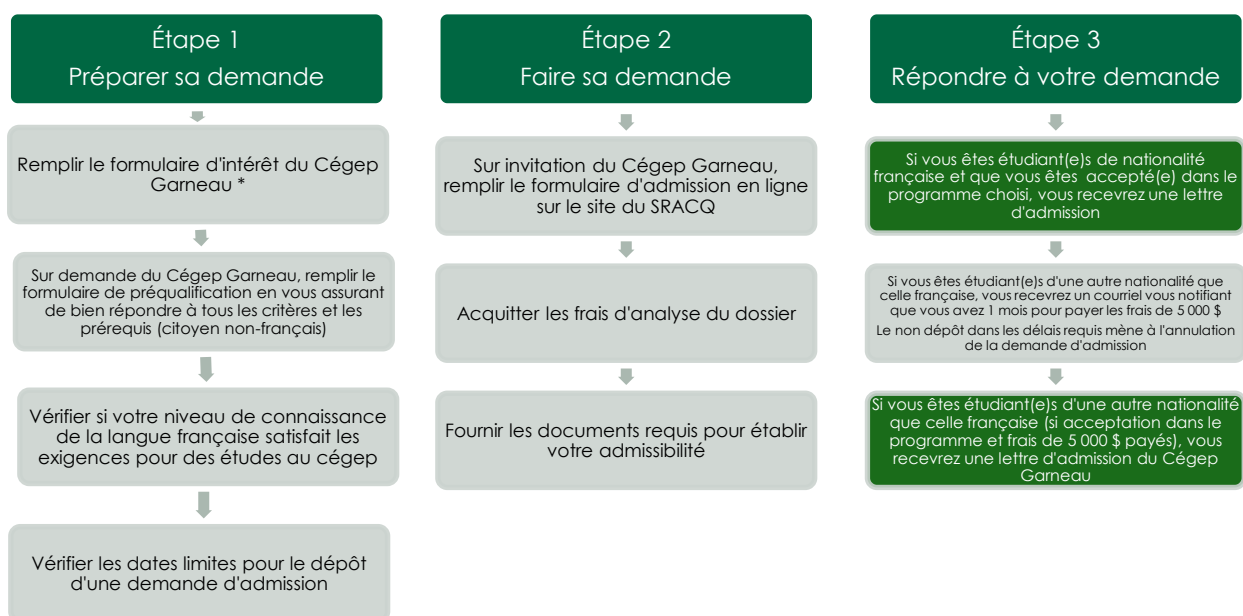 Étape 1
Préparer sa demande
Remplir le formulaire d'intérêt du Cégep
Garneau *
Sur demande du Cégep Garneau, remplir le
formulaire de préqualification en vous assurant
de bien répondre à tous les critères et les
prérequis (citoyen non-français)
Vérifier si votre niveau de connaissance
de la langue française satisfait les
exigences pour des études au cégep
Vérifier les dates limites pour le dépôt
d'une demande d'admission
Étape 2
Faire sa demande
Sur invitation du Cégep Garneau,
remplir le formulaire d'admission en ligne
sur le site du SRACQ
Acquitter les frais d'analyse du dossier
Fournir les documents requis pour établir
votre admissibilité
Étape 3
Répondre à votre demande
Si vous êtes étudiant(e)s de nationalité
française et que vous êtes accepté(e) dans le
programme choisi, vous recevrez une lettre
d'admission
Si vous êtes étudiant(e)s d'une autre nationalité que
celle française, vous recevrez un courriel vous notifiant
que vous avez 1 mois pour payer les frais de 5 000 $
Le non dépôt dans les délais requis mène à l'annulation
de la demande d'admission
Si vous êtes étudiant(e)s d'une autre nationalité
que celle française (si acceptation dans le
programme et frais de 5 000 $ payés), vous
recevrez une lettre d'admission du Cégep
Garneau